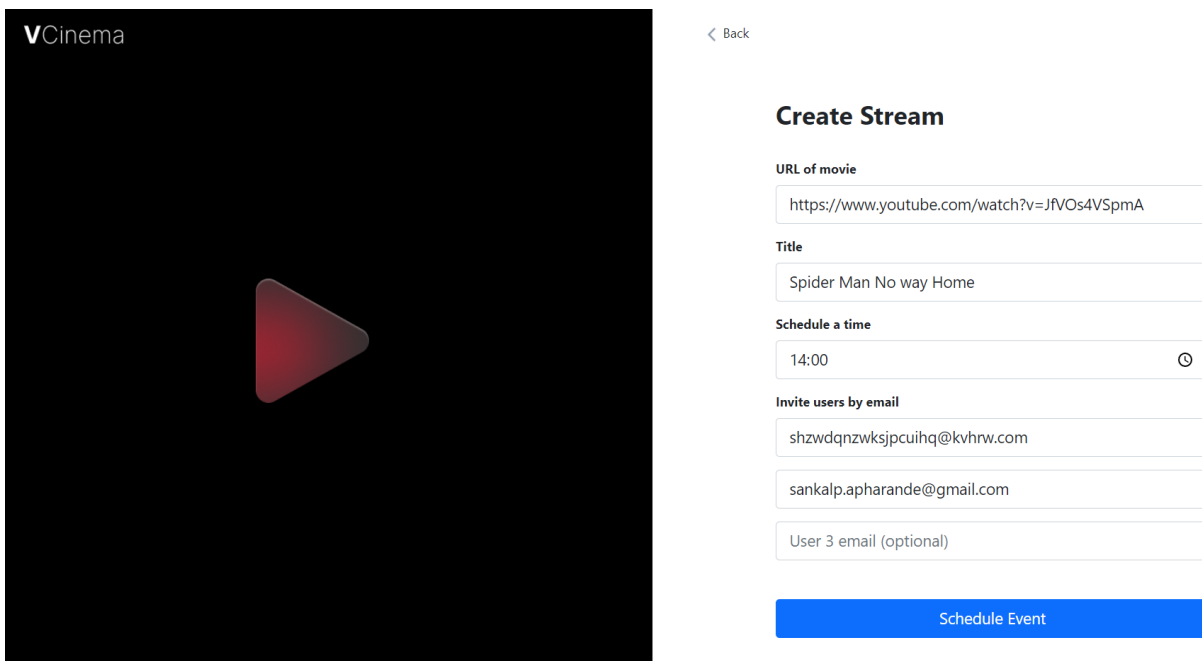 VCinema
Back
Create Stream
URL of movie
https://www.youtube.com/watch?v=JfVOs4VSpmA
Title
Spider Man No way Home
Schedule a time
14:00
Invite users by email
shzwdqnzwksjpcuihq@kvhrw.com
sankalp.apharande@gmail.com
User 3 email (optional)
Schedule Event